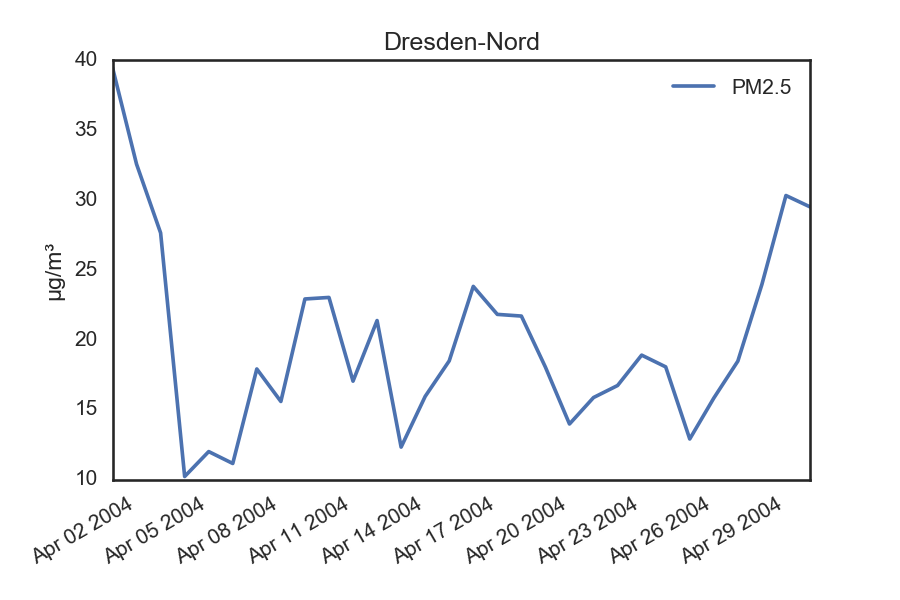 Dresden-Nord
40
35
30
25
20
15
10
µg/m³
PM2.5
Apr 02 2004
Apr 05 2004
Apr 08 2004
Apr 11 2004
Apr 14 2004
Apr 17 2004
Apr 20 2004
Apr 23 2004
Apr 26 2004
Apr 29 2004